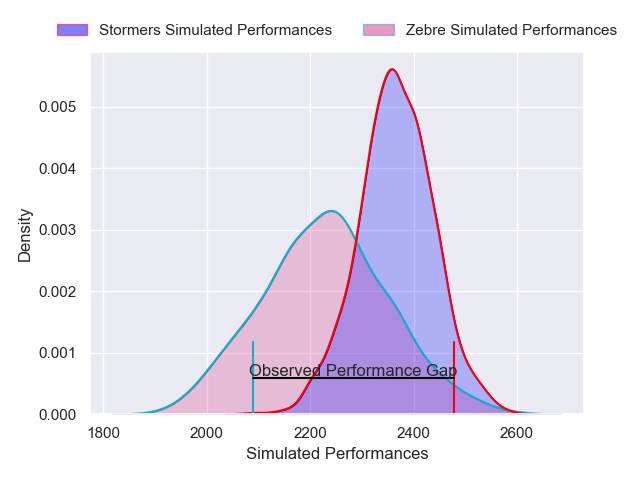 Stormers Simulated Performances Zebre Simulated Performances
0.005
0.004
0.003
0.002
0.001
0.000
Density
Observed Performance Gap
1800 2000 2200 2400 2600
Simulated Performances